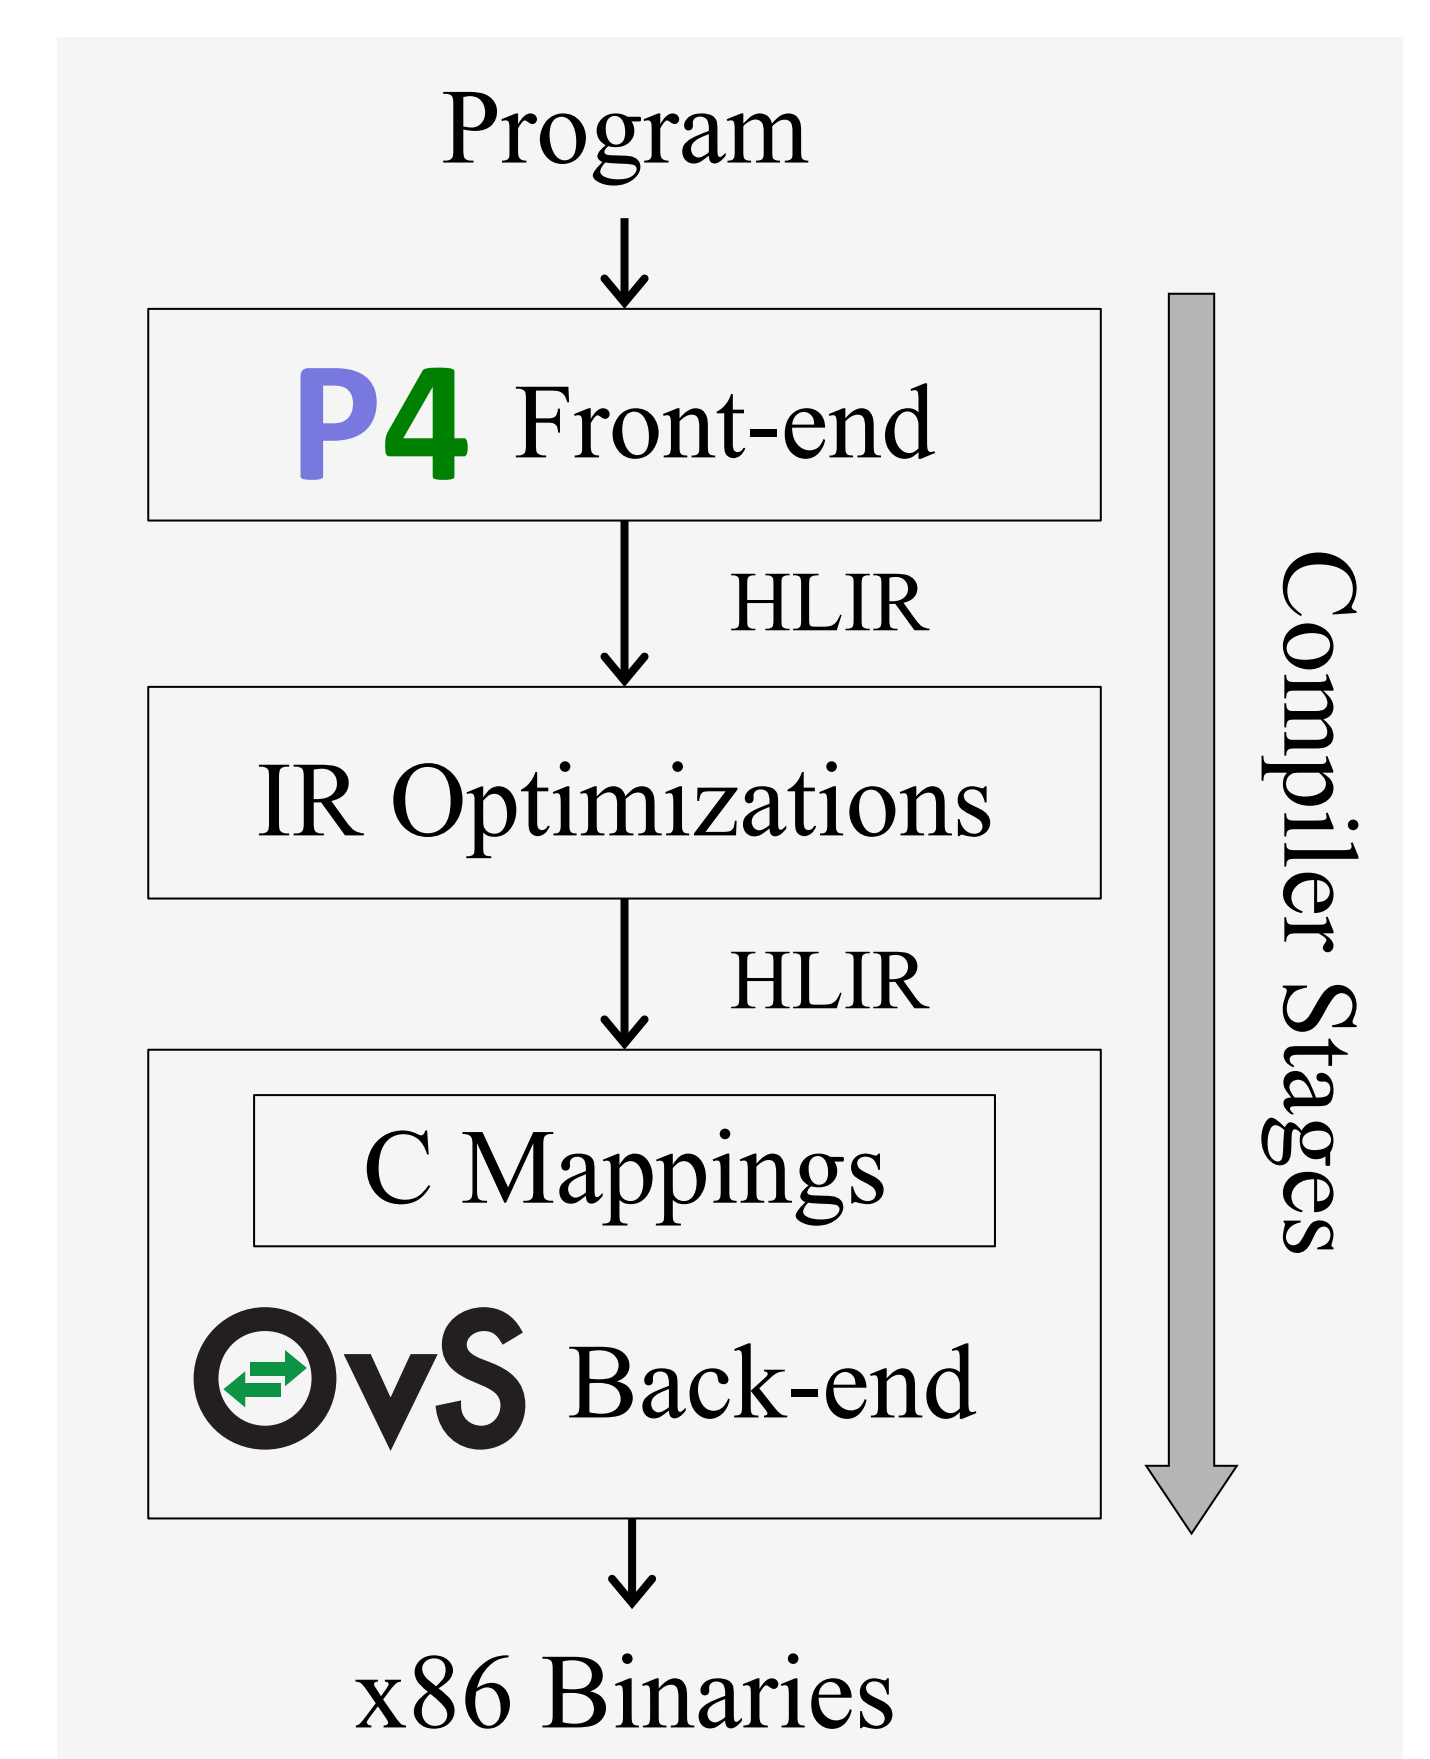 Program
P4 Front-end
HLIR
IR Optimizations
HLIR
C Mappings
OvS Back-end
x86 Binaries
Compiler Stages